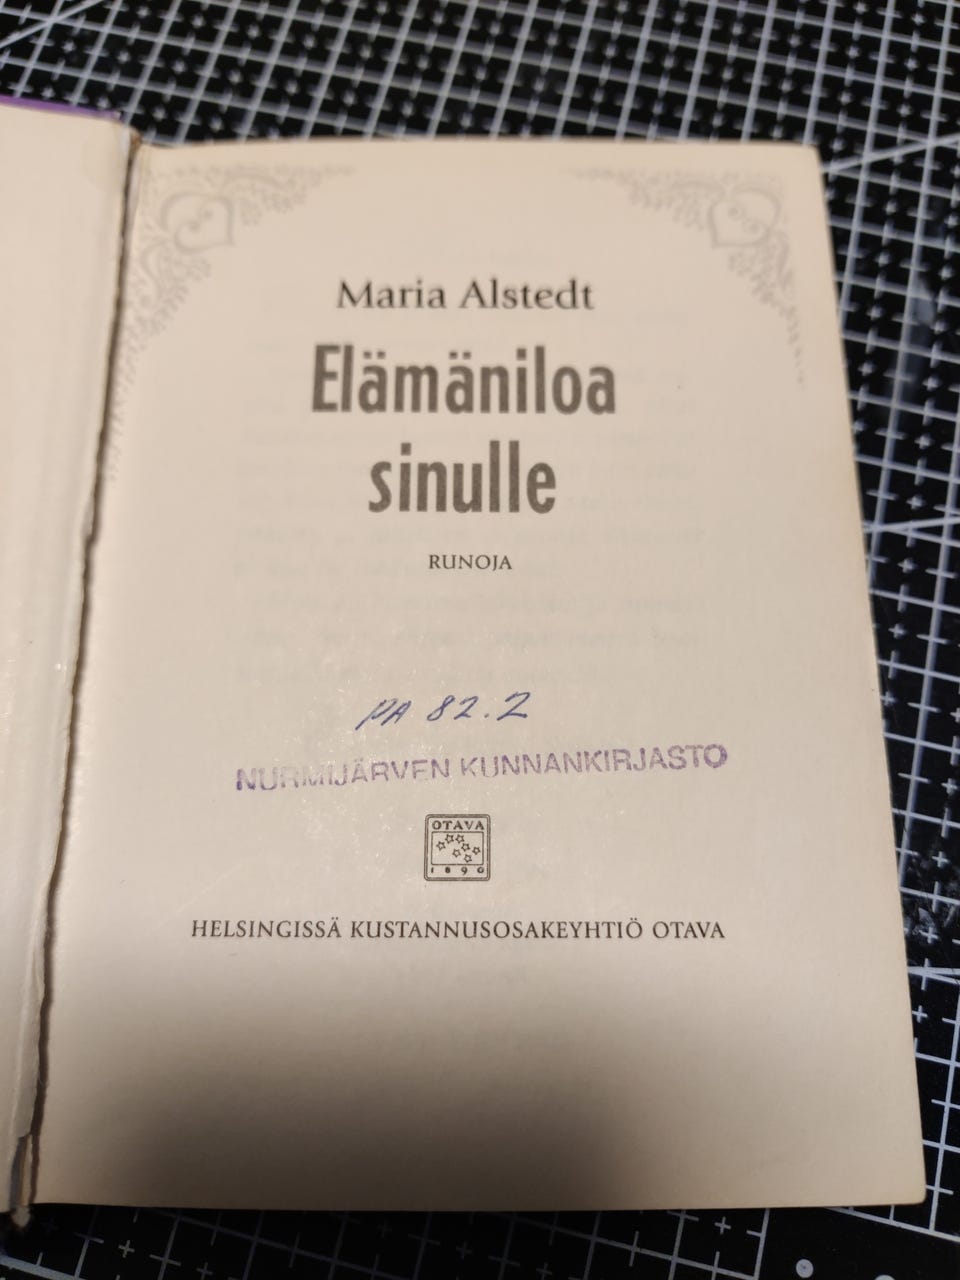 Maria Alstedt
Elämäniloa
sinulle
RUNOJA
PA 82.2
NURMIJÄRVEN KUNNANKIRJASTO
OTAVA
1890
HELSINGISSÄ KUSTANNUSOSAKEYHTIÖ OTAVA